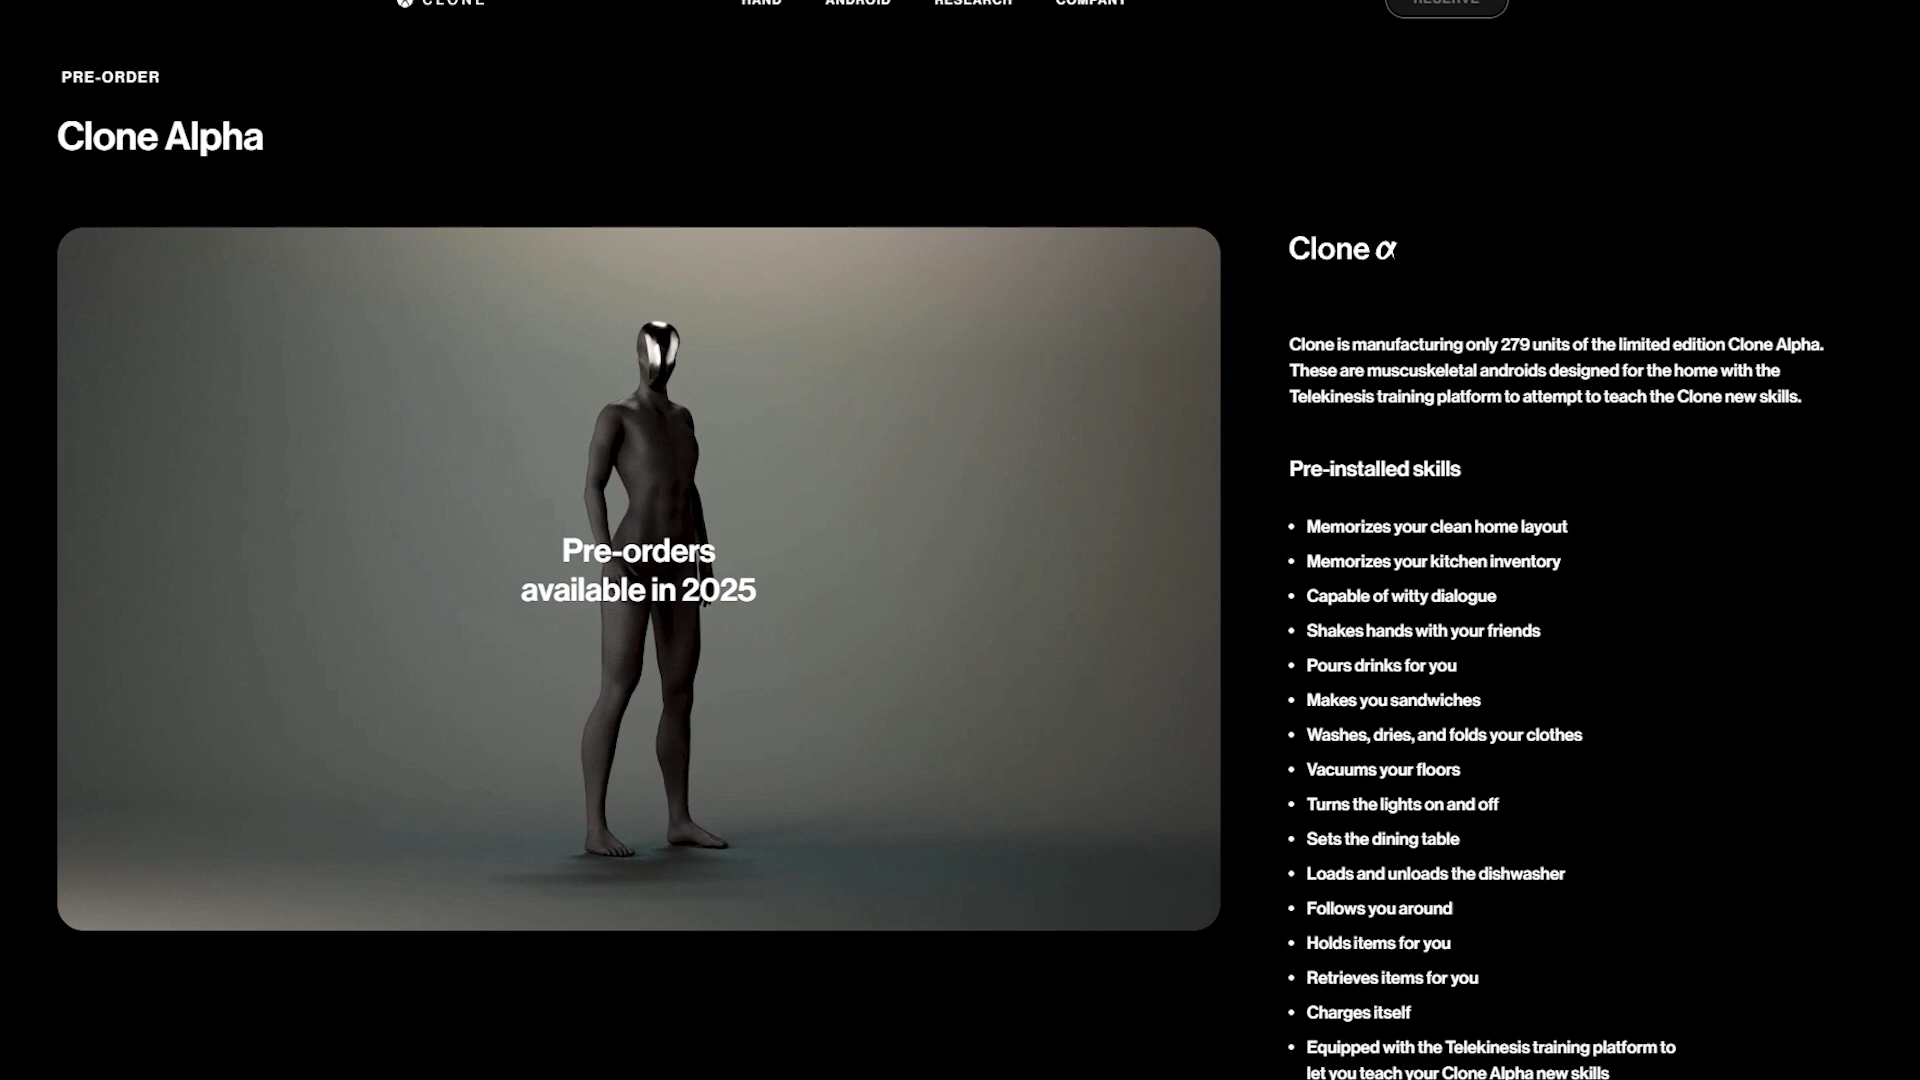 CLONE
HAND
ANDROID
RESEARCH
COMPANY
RESERVE
PRE-ORDER
Clone Alpha
Pre-orders
available in 2025
Clone α
Clone is manufacturing only 279 units of the limited edition Clone Alpha.
These are muscuskeletal androids designed for the home with the
Telekinesis training platform to attempt to teach the Clone new skills.
Pre-installed skills
• Memorizes your clean home layout
• Memorizes your kitchen inventory
• Capable of witty dialogue
• Shakes hands with your friends
• Pours drinks for you
• Makes you sandwiches
• Washes, dries, and folds your clothes
• Vacuums your floors
• Turns the lights on and off
• Sets the dining table
• Loads and unloads the dishwasher
• Follows you around
• Holds items for you
• Retrieves items for you
• Charges itself
• Equipped with the Telekinesis training platform to
let you teach your Clone Alpha new skills